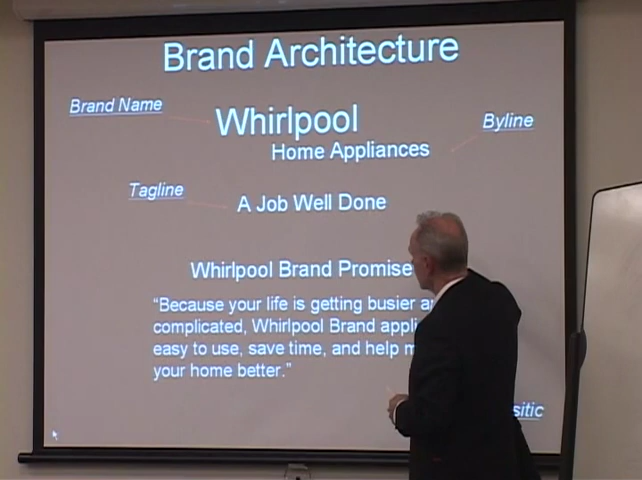 Brand Architecture
Brand Name
Whirlpool
Byline
Home Appliances
Tagline
A Job Well Done
Whirlpool Brand Promise
“Because your life is getting busier
complicated, Whirlpool Brand
easy to use, save time, and help
your home better.”